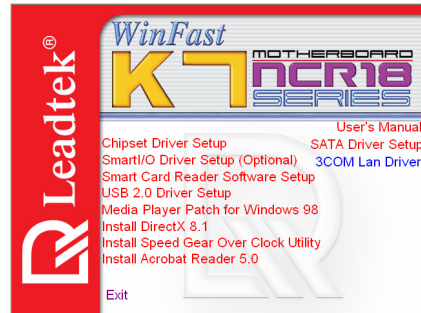 Leadtek®
WinFast
K7
MOTHERBOARD
NCR18
SERIES
User's Manual
Chipset Driver Setup
SATA Driver Setup
SmartI/O Driver Setup (Optional)
3COM Lan Driver
Smart Card Reader Software Setup
USB 2.0 Driver Setup
Media Player Patch for Windows 98
Install DirectX 8.1
Install Speed Gear Over Clock Utility
Install Acrobat Reader 5.0
Exit